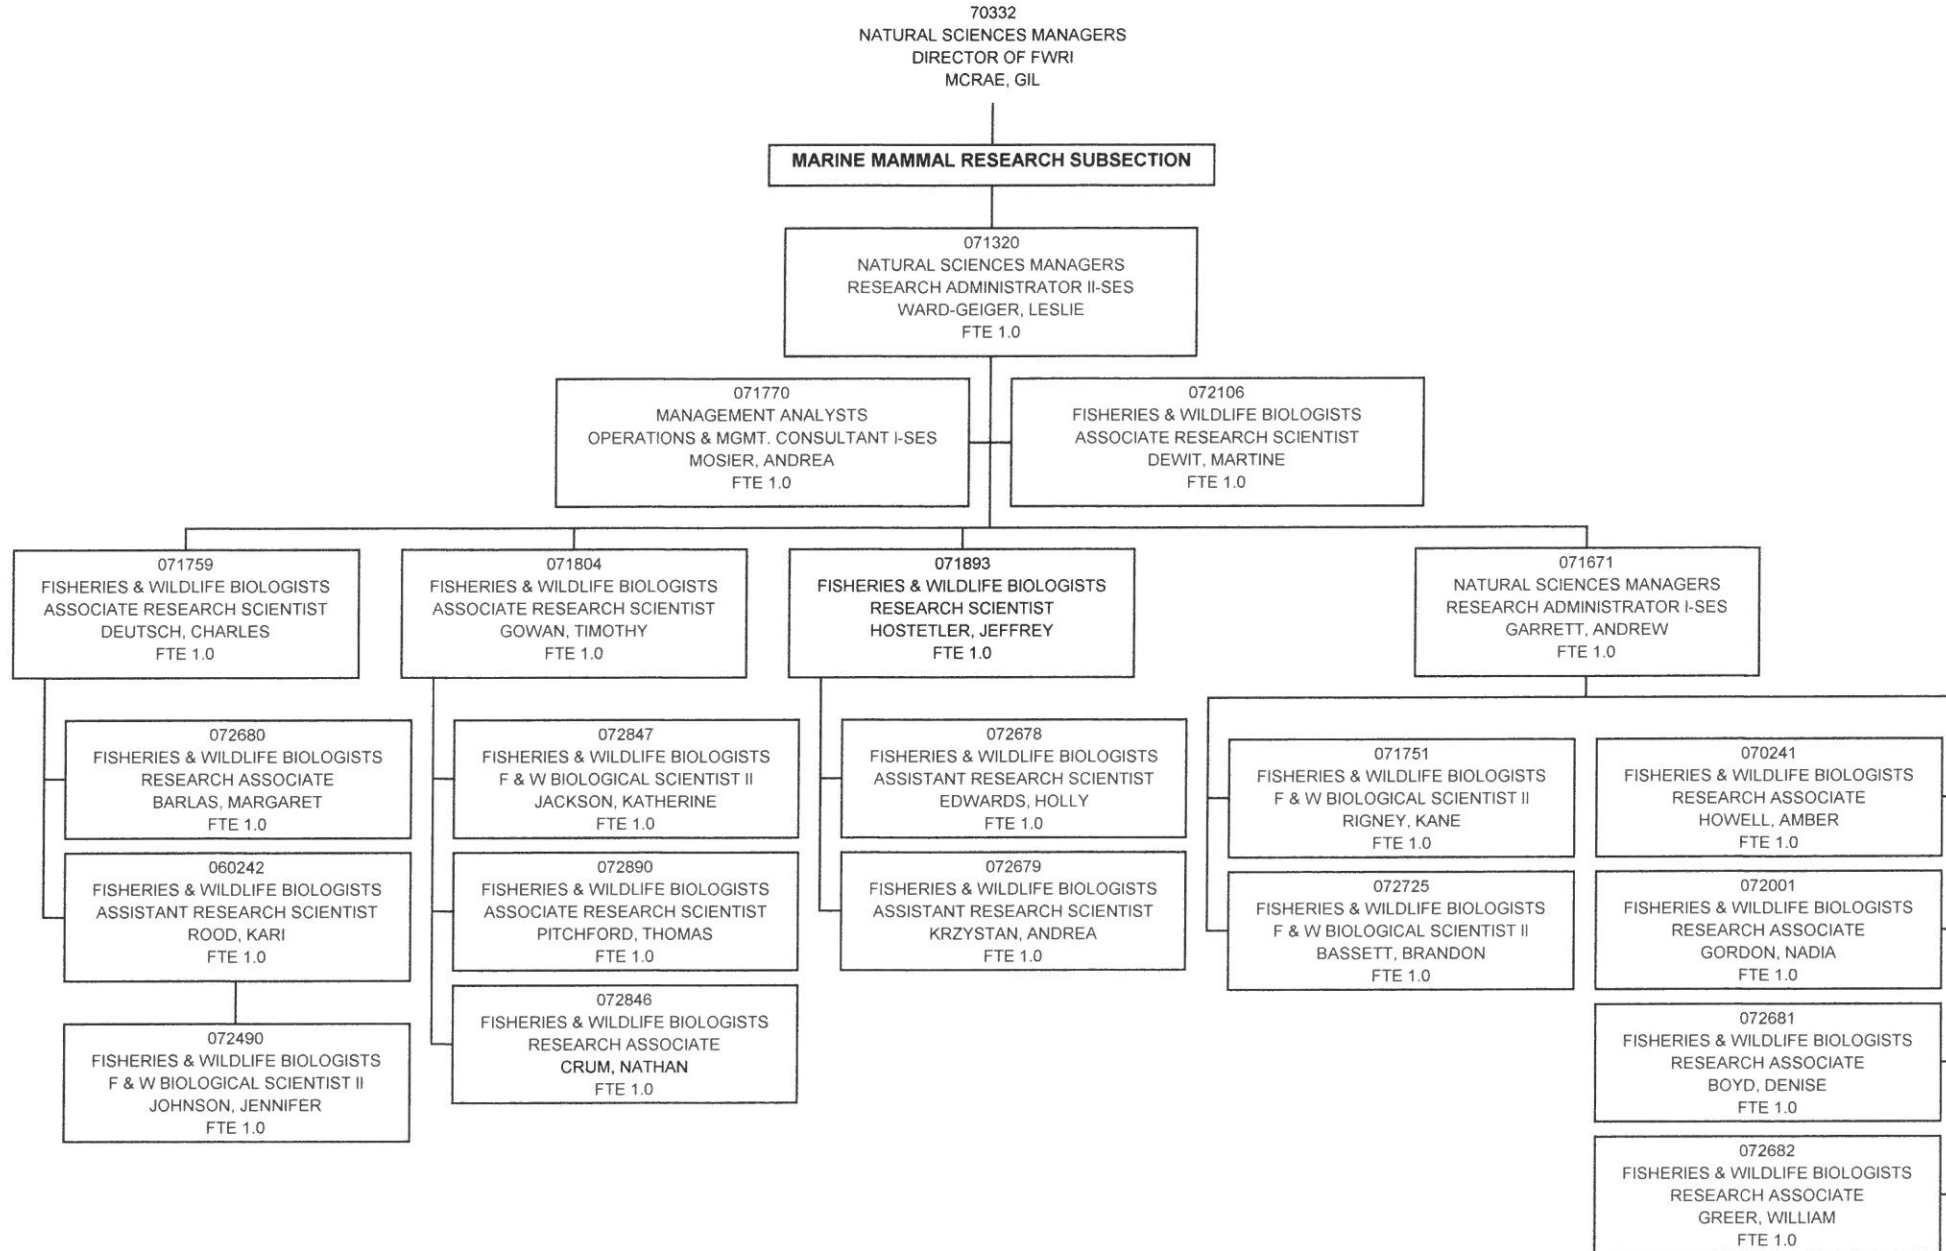 70332
NATURAL SCIENCES MANAGERS
DIRECTOR OF FWRI
MCRAE, GIL
MARINE MAMMAL RESEARCH SUBSECTION
071320
NATURAL SCIENCES MANAGERS
RESEARCH ADMINISTRATOR II-SES
WARD-GEIGER, LESLIE
FTE 1.0
071770
MANAGEMENT ANALYSTS
OPERATIONS & MGMT. CONSULTANT I-SES
MOSIER, ANDREA
FTE 1.0
072106
FISHERIES & WILDLIFE BIOLOGISTS
ASSOCIATE RESEARCH SCIENTIST
DEWIT, MARTINE
FTE 1.0
071759
FISHERIES & WILDLIFE BIOLOGISTS
ASSOCIATE RESEARCH SCIENTIST
DEUTSCH, CHARLES
FTE 1.0
071804
FISHERIES & WILDLIFE BIOLOGISTS
ASSOCIATE RESEARCH SCIENTIST
GOWAN, TIMOTHY
FTE 1.0
071893
FISHERIES & WILDLIFE BIOLOGISTS
RESEARCH SCIENTIST
HOSTETLER, JEFFREY
FTE 1.0
071671
NATURAL SCIENCES MANAGERS
RESEARCH ADMINISTRATOR I-SES
GARRETT, ANDREW
FTE 1.0
072680
FISHERIES & WILDLIFE BIOLOGISTS
RESEARCH ASSOCIATE
BARLAS, MARGARET
FTE 1.0
060242
FISHERIES & WILDLIFE BIOLOGISTS
ASSISTANT RESEARCH SCIENTIST
ROOD, KARI
FTE 1.0
072490
FISHERIES & WILDLIFE BIOLOGISTS
F & W BIOLOGICAL SCIENTIST II
JOHNSON, JENNIFER
FTE 1.0
072847
FISHERIES & WILDLIFE BIOLOGISTS
F & W BIOLOGICAL SCIENTIST II
JACKSON, KATHERINE
FTE 1.0
072890
FISHERIES & WILDLIFE BIOLOGISTS
ASSOCIATE RESEARCH SCIENTIST
PITCHFORD, THOMAS
FTE 1.0
072846
FISHERIES & WILDLIFE BIOLOGISTS
RESEARCH ASSOCIATE
CRUM, NATHAN
FTE 1.0
072678
FISHERIES & WILDLIFE BIOLOGISTS
ASSISTANT RESEARCH SCIENTIST
EDWARDS, HOLLY
FTE 1.0
072679
FISHERIES & WILDLIFE BIOLOGISTS
ASSISTANT RESEARCH SCIENTIST
KRZYSTAN, ANDREA
FTE 1.0
071751
FISHERIES & WILDLIFE BIOLOGISTS
F & W BIOLOGICAL SCIENTIST II
RIGNEY, KANE
FTE 1.0
072725
FISHERIES & WILDLIFE BIOLOGISTS
F & W BIOLOGICAL SCIENTIST II
BASSETT, BRANDON
FTE 1.0
070241
FISHERIES & WILDLIFE BIOLOGISTS
RESEARCH ASSOCIATE
HOWELL, AMBER
FTE 1.0
072001
FISHERIES & WILDLIFE BIOLOGISTS
RESEARCH ASSOCIATE
GORDON, NADIA
FTE 1.0
072681
FISHERIES & WILDLIFE BIOLOGISTS
RESEARCH ASSOCIATE
BOYD, DENISE
FTE 1.0
072682
FISHERIES & WILDLIFE BIOLOGISTS
RESEARCH ASSOCIATE
GREER, WILLIAM
FTE 1.0